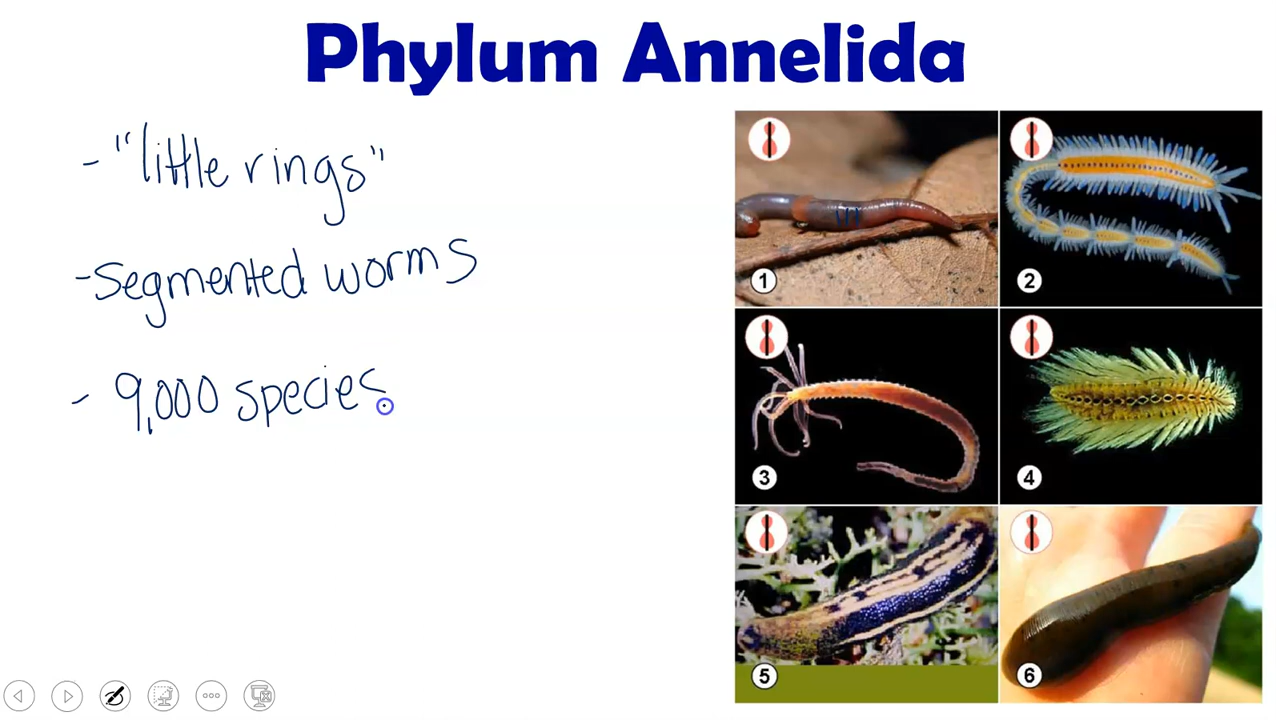 Phylum Annelida
- "little rings"
- Segmented worms
- 9,000 species
1
2
3
4
5
6